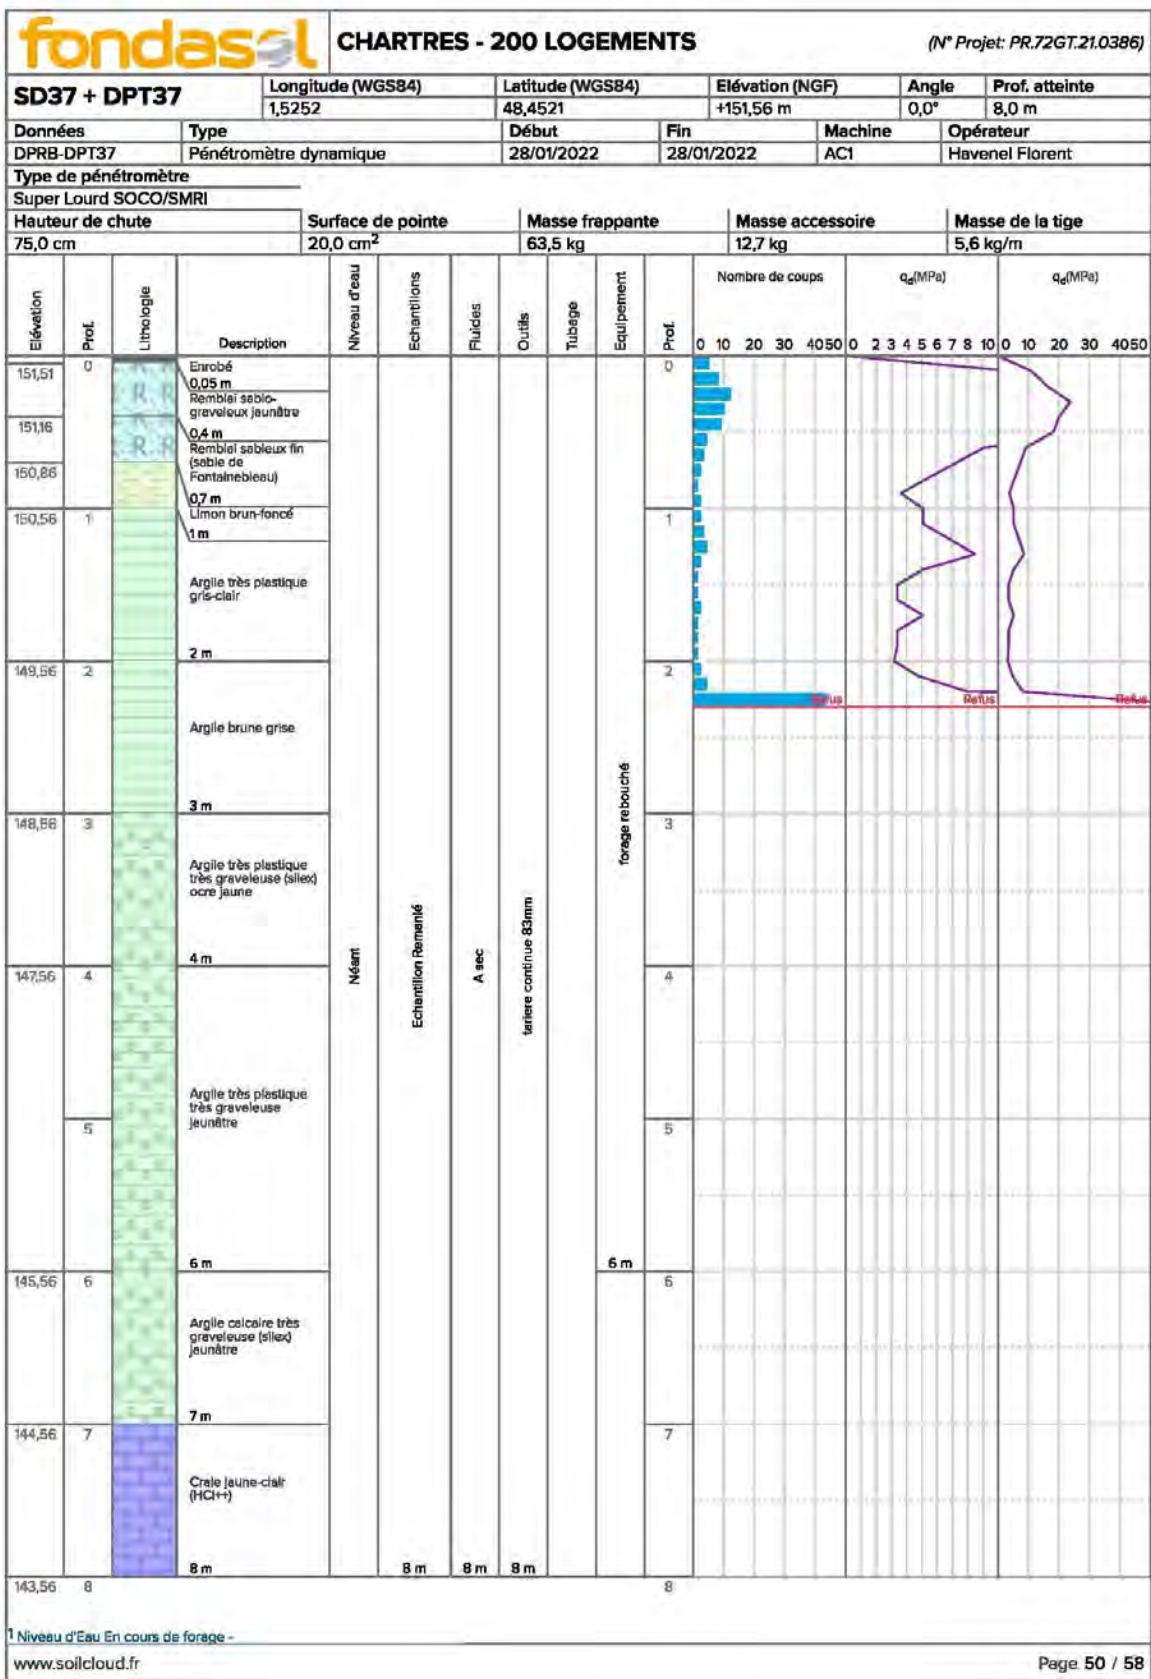 fondasol
CHARTRES - 200 LOGEMENTS
(N° Projet: PR.72GT.21.0386)
SD37 + DPT37
Longitude (WGS84) Latitude (WGS84) Elévation (NGF) Angle Prof. atteinte
1,5252 48,4521 +151,56 m 0,0° 8,0 m
Données Type Début Fin Machine Opérateur
DPRB-DPT37 Pénétromètre dynamique 28/01/2022 28/01/2022 AC1 Havenel Florent
Type de pénétromètre
Super Lourd SOCO/SMRI
Hauteur de chute Surface de pointe Masse frappante Masse accessoire Masse de la tige
75,0 cm 20,0 cm² 63,5 kg 12,7 kg 5,6 kg/m
Elévation Prof. Lithologie Description Niveau d'eau Echantillons Fluides Outils Tubage Equipement Prof. Nombre de coups qd(MPa) qd(MPa)
0 10 20 30 40 50 0 2 3 4 5 6 7 8 10 0 10 20 30 40 50
0 Enrobé 0
151,51 0,05 m
R R Remblai sablo-
graveleux jaunâtre
151,16 0,4 m
R R Remblai sableux fin
(sable de
150,86 Fontainebleau)
0,7 m
150,56 1 Limon brun-foncé 1
1 m
Argile très plastique
gris-clair
2 m
149,56 2 2
Refus Refus Refus
Argile brune grise
3 m
148,56 3 3
forage rebouché
Argile très plastique
très graveleuse (silex)
ocre jaune
4 m
147,56 4 Néant Echantillon Remanié A sec tariere continue 83mm 4
Argile très plastique
très graveleuse
jaunâtre
5 5
6 m 6 m
145,56 6 6
Argile calcaire très
graveleuse (silex)
jaunâtre
7 m
144,56 7 7
Craie jaune-clair
(HCl++)
8 m 8 m 8 m 8 m
143,56 8 8
1 Niveau d'Eau En cours de forage -
www.soilcloud.fr Page 50 / 58